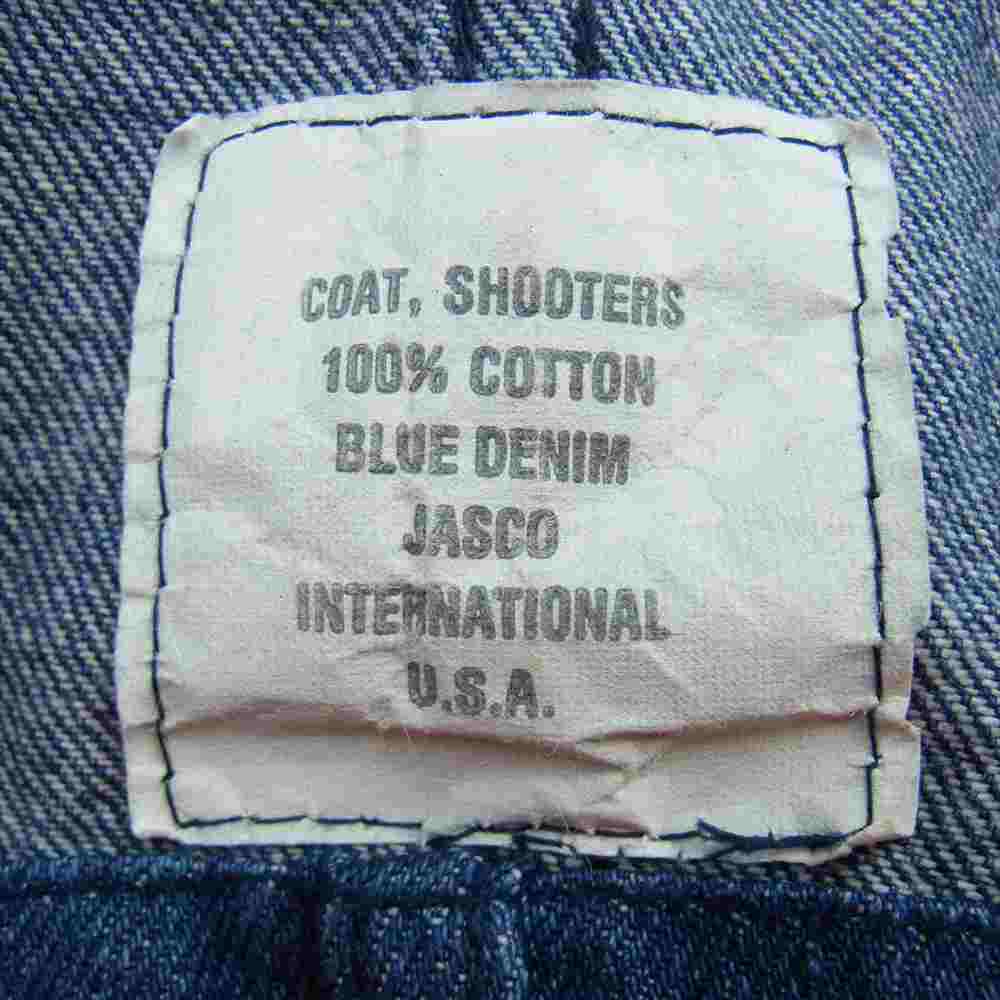 COAT, SHOOTERS
100% COTTON
BLUE DENIM
JASCO
INTERNATIONAL
U.S.A.